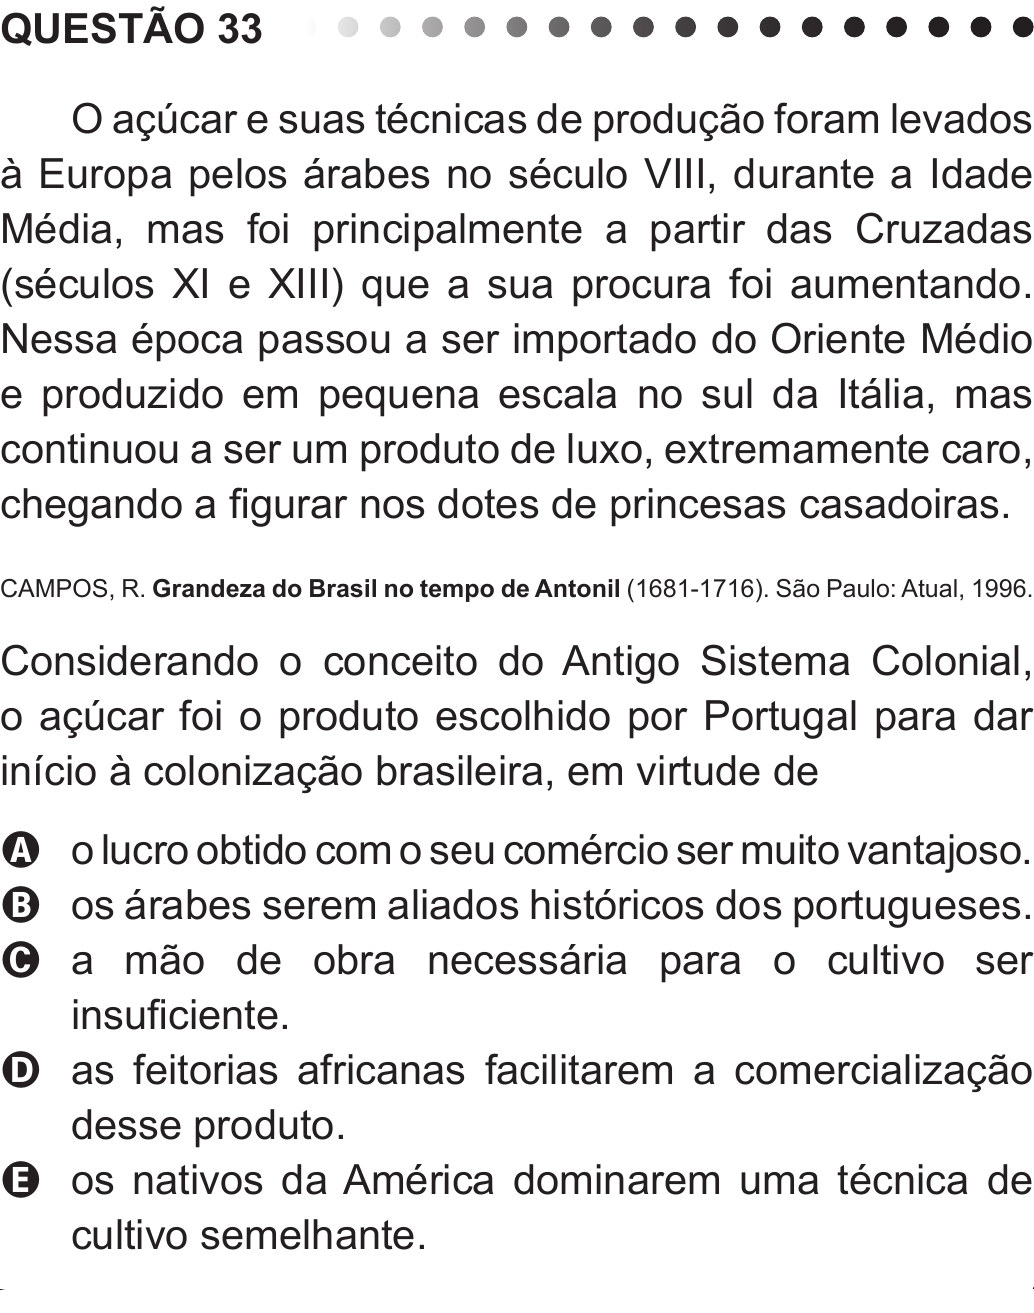 QUESTÃO 33
O açúcar e suas técnicas de produção foram levados
à Europa pelos árabes no século VIII, durante a Idade
Média, mas foi principalmente a partir das Cruzadas
(séculos XI e XIII) que a sua procura foi aumentando.
Nessa época passou a ser importado do Oriente Médio
e produzido em pequena escala no sul da Itália, mas
continuou a ser um produto de luxo, extremamente caro,
chegando a figurar nos dotes de princesas casadoiras.
CAMPOS, R. Grandeza do Brasil no tempo de Antonil (1681-1716). São Paulo: Atual, 1996.
Considerando o conceito do Antigo Sistema Colonial,
o açúcar foi o produto escolhido por Portugal para dar
início à colonização brasileira, em virtude de
A o lucro obtido com o seu comércio ser muito vantajoso.
B os árabes serem aliados históricos dos portugueses.
C a mão de obra necessária para o cultivo ser
insuficiente.
D as feitorias africanas facilitarem a comercialização
desse produto.
E os nativos da América dominarem uma técnica de
cultivo semelhante.